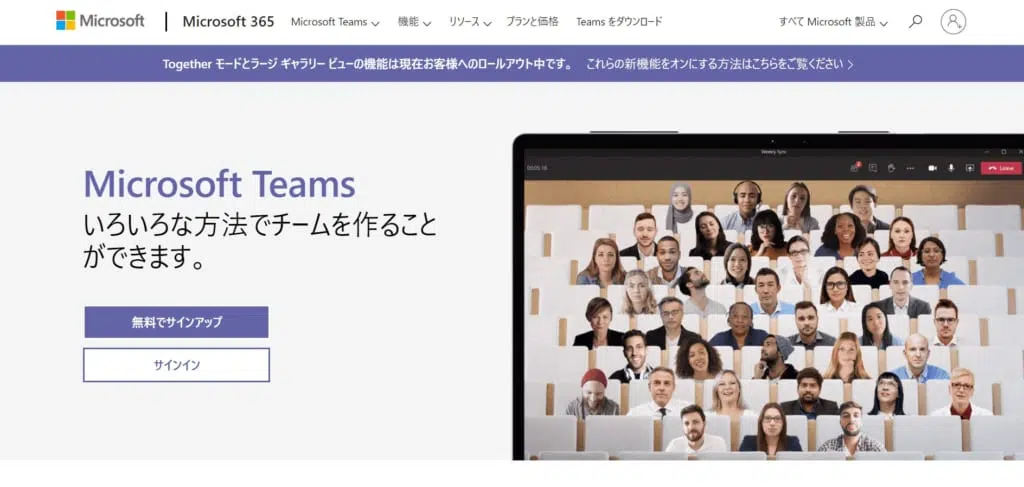 Microsoft
Microsoft 365
Microsoft Teams
機能
リソース
プランと価格
Teams をダウンロード
すべて Microsoft 製品
Together モードとラージ ギャラリー ビューの機能は現在お客様へのロールアウト中です。 これらの新機能をオンにする方法はこちらをご覧ください
Microsoft Teams
いろいろな方法でチームを作ること
ができます。
無料でサインアップ
サインイン
Weekly Sync
Leave